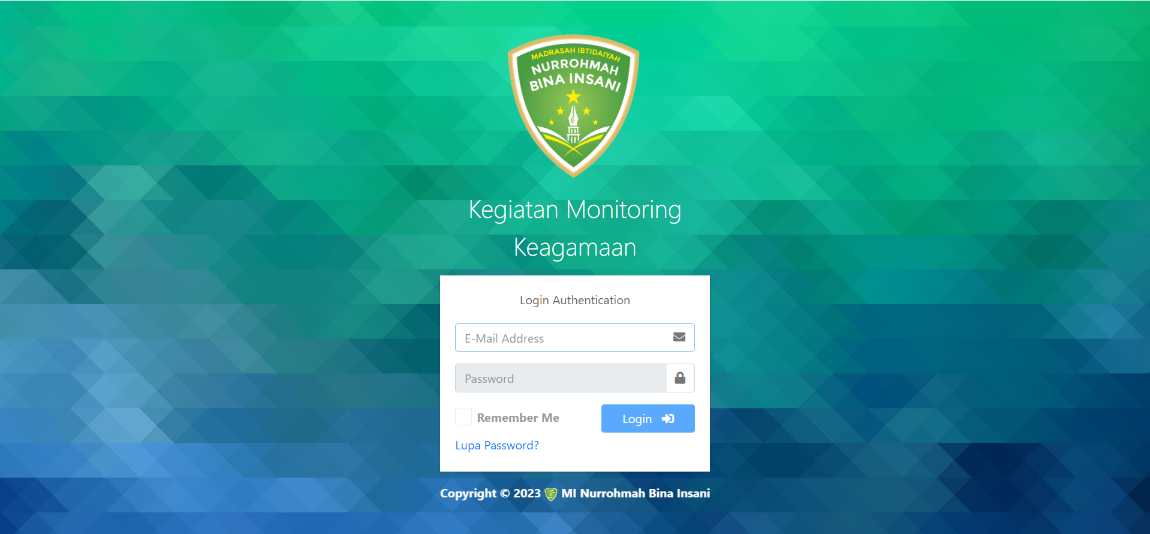 MADRASAH IBTIDAIYAH
NURROHMAH
BINA INSANI
Kegiatan Monitoring
Keagamaan
Login Authentication
E-Mail Address
Password
Remember Me
Login
Lupa Password?
Copyright © 2023 MI Nurrohmah Bina Insani